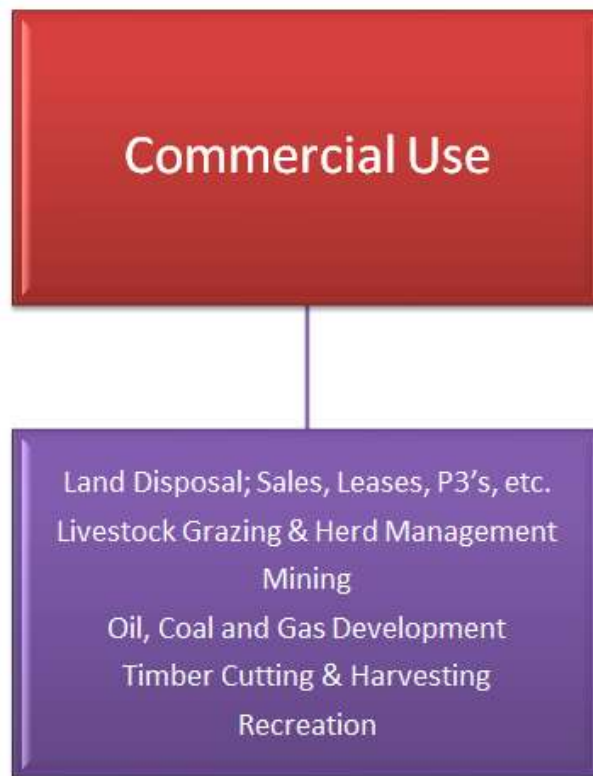 Commercial Use
Land Disposal; Sales, Leases, P3's, etc.
Livestock Grazing & Herd Management
Mining
Oil, Coal and Gas Development
Timber Cutting & Harvesting
Recreation